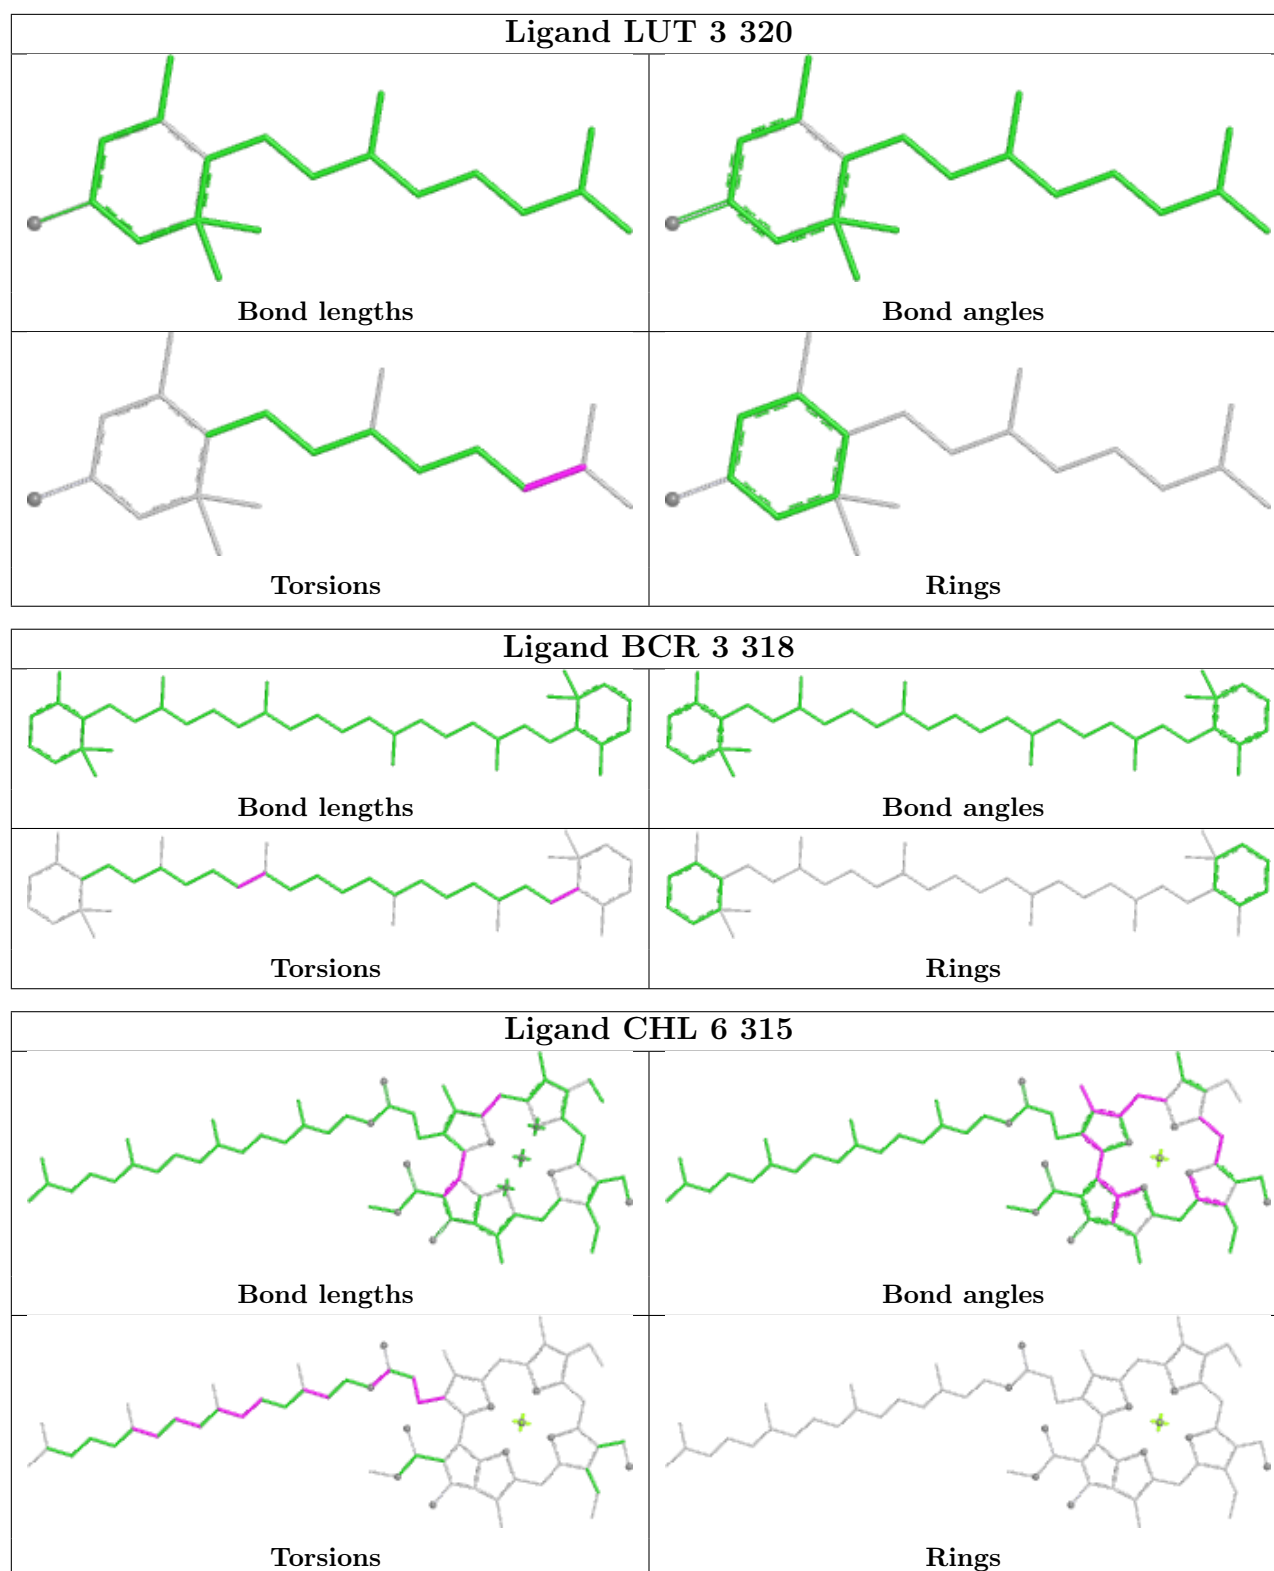 Ligand LUT 3 320
Bond lengths
Bond angles
Torsions
Rings
Ligand BCR 3 318
Bond lengths
Bond angles
Torsions
Rings
Ligand CHL 6 315
Bond lengths
Bond angles
Torsions
Rings